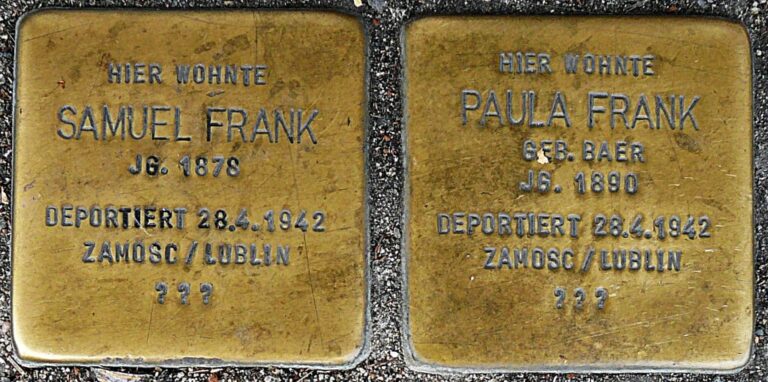 HIER WOHNTE
SAMUEL FRANK
JG. 1878
DEPORTIERT 28.4.1942
ZAMOSC / LUBLIN
? ? ?
HIER WOHNTE
PAULA FRANK
GEB. BAER
JG. 1890
DEPORTIERT 28.4.1942
ZAMOSC / LUBLIN
? ? ?